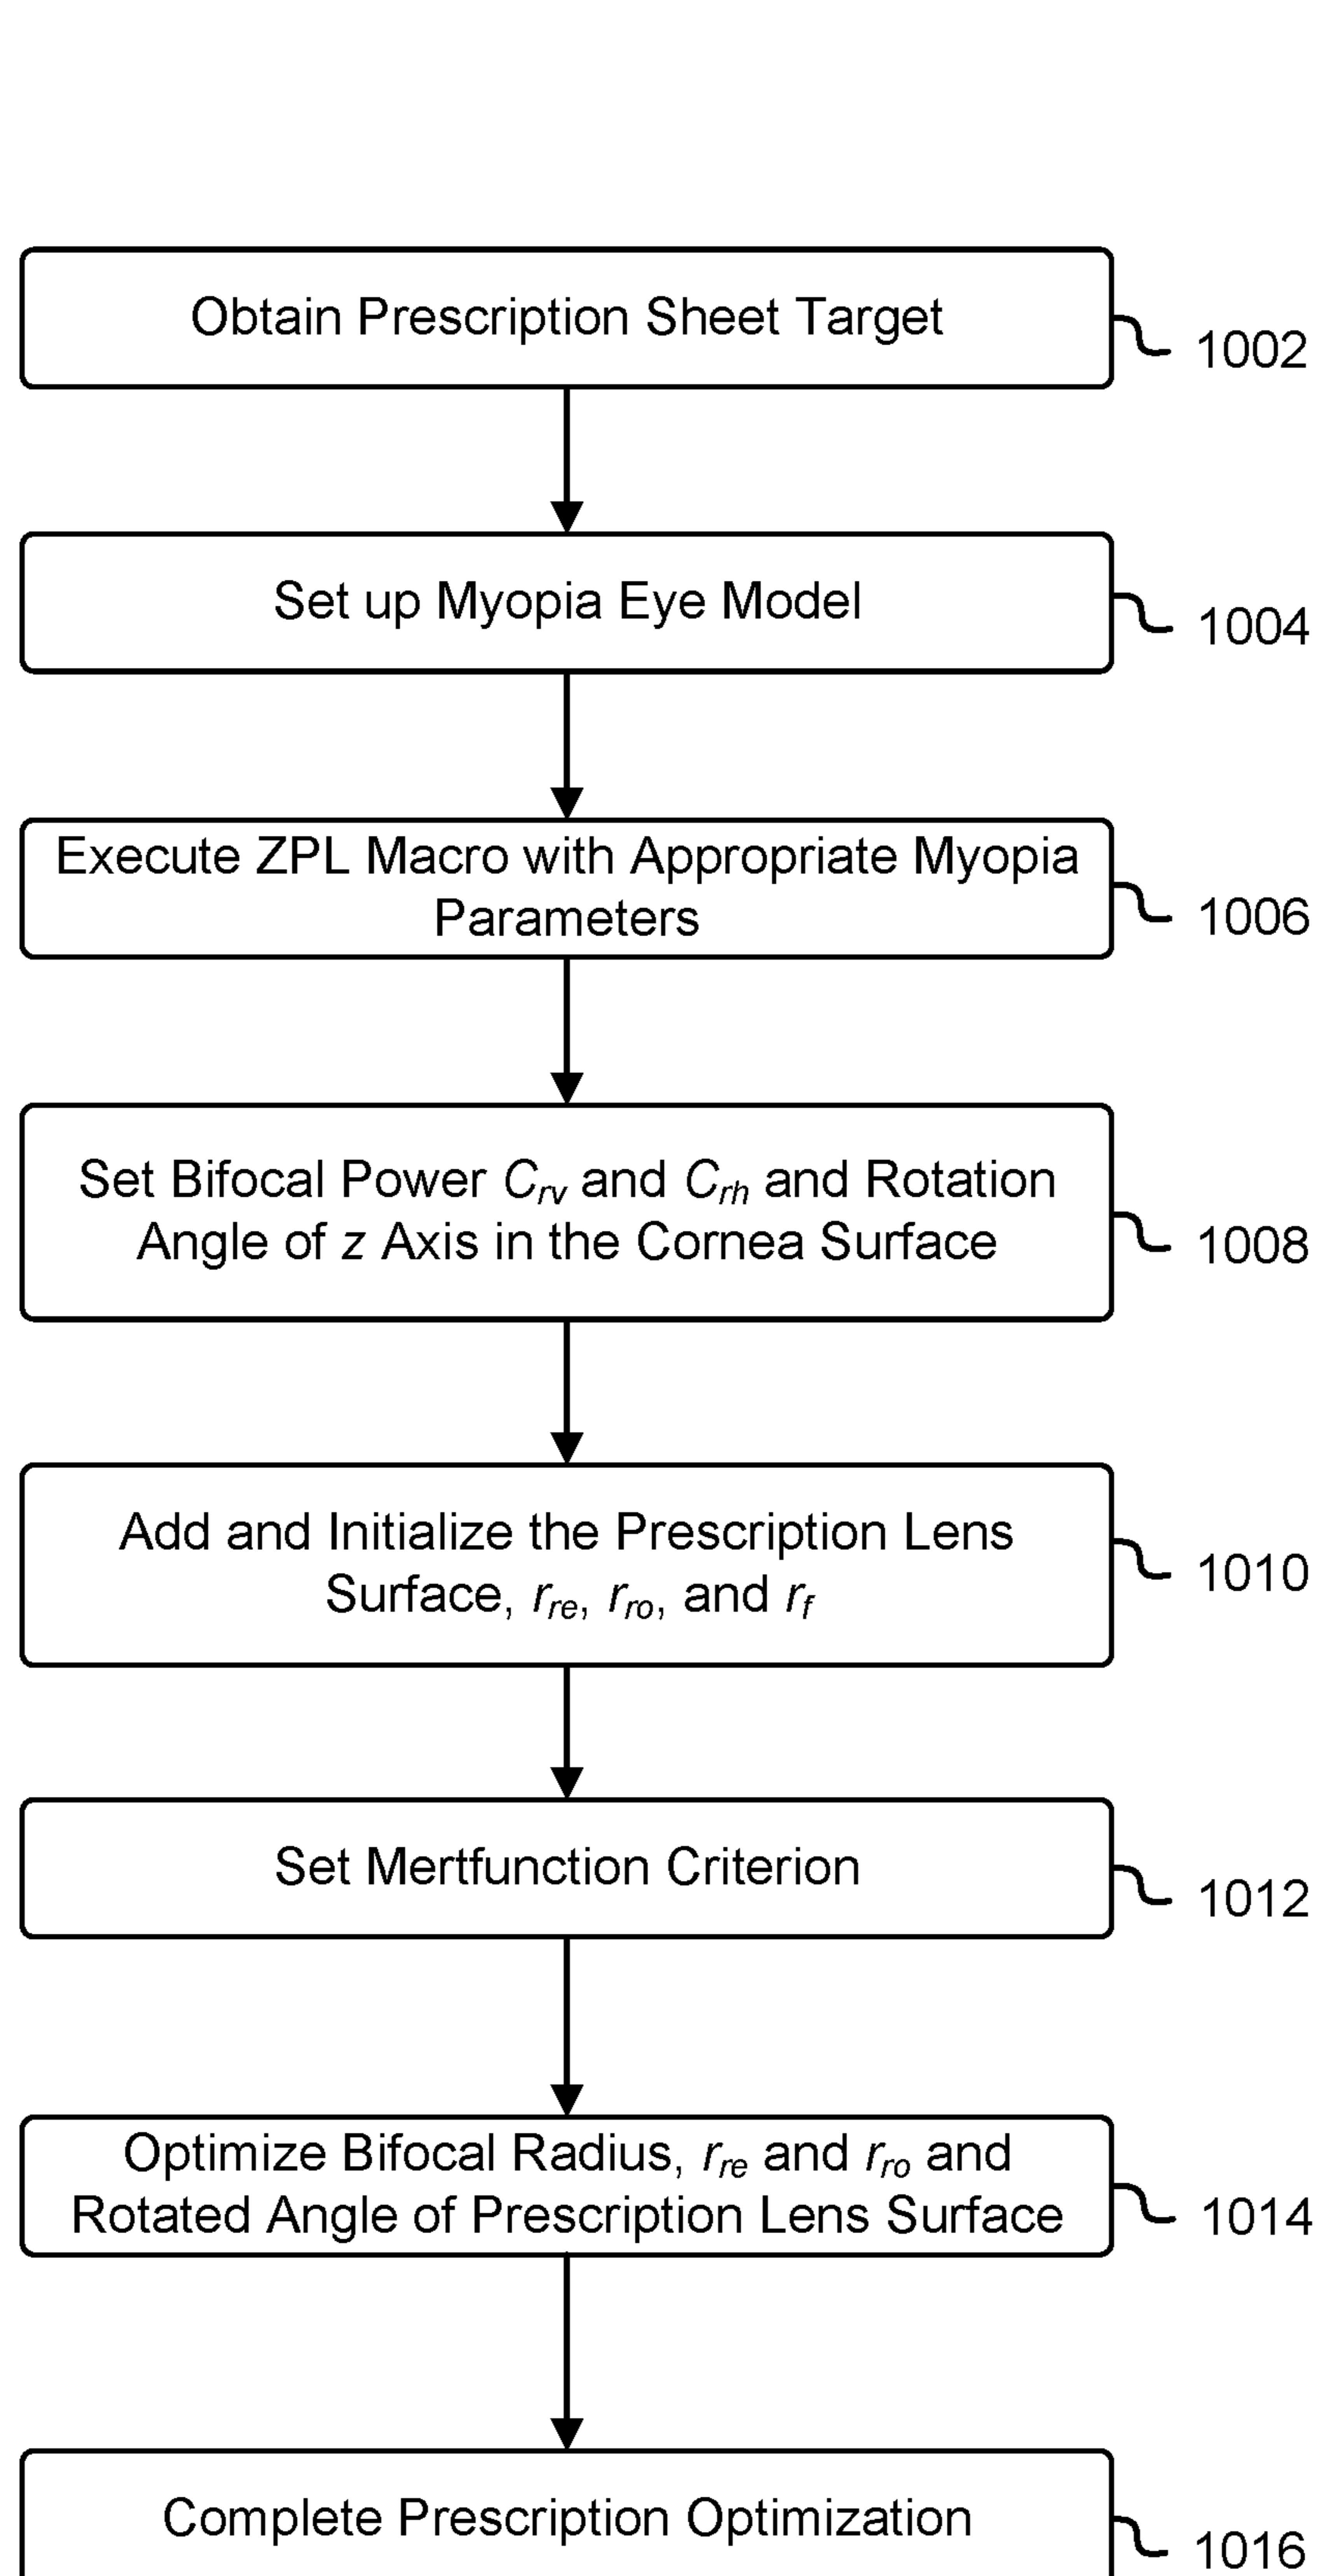 Obtain Prescription Sheet Target
1002
Set up Myopia Eye Model
1004
Execute ZPL Macro with Appropriate Myopia
Parameters
1006
Set Bifocal Power Crv and Crh and Rotation
Angle of z Axis in the Cornea Surface
1008
Add and Initialize the Prescription Lens
Surface, rre, rro, and rf
1010
Set Mertfunction Criterion
1012
Optimize Bifocal Radius, rre and rro and
Rotated Angle of Prescription Lens Surface
1014
Complete Prescription Optimization
1016